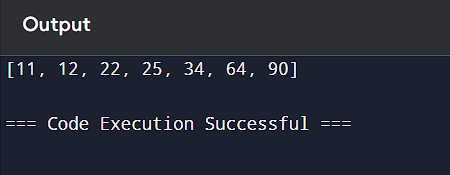 Output
[11, 12, 22, 25, 34, 64, 90]
=== Code Execution Successful ===